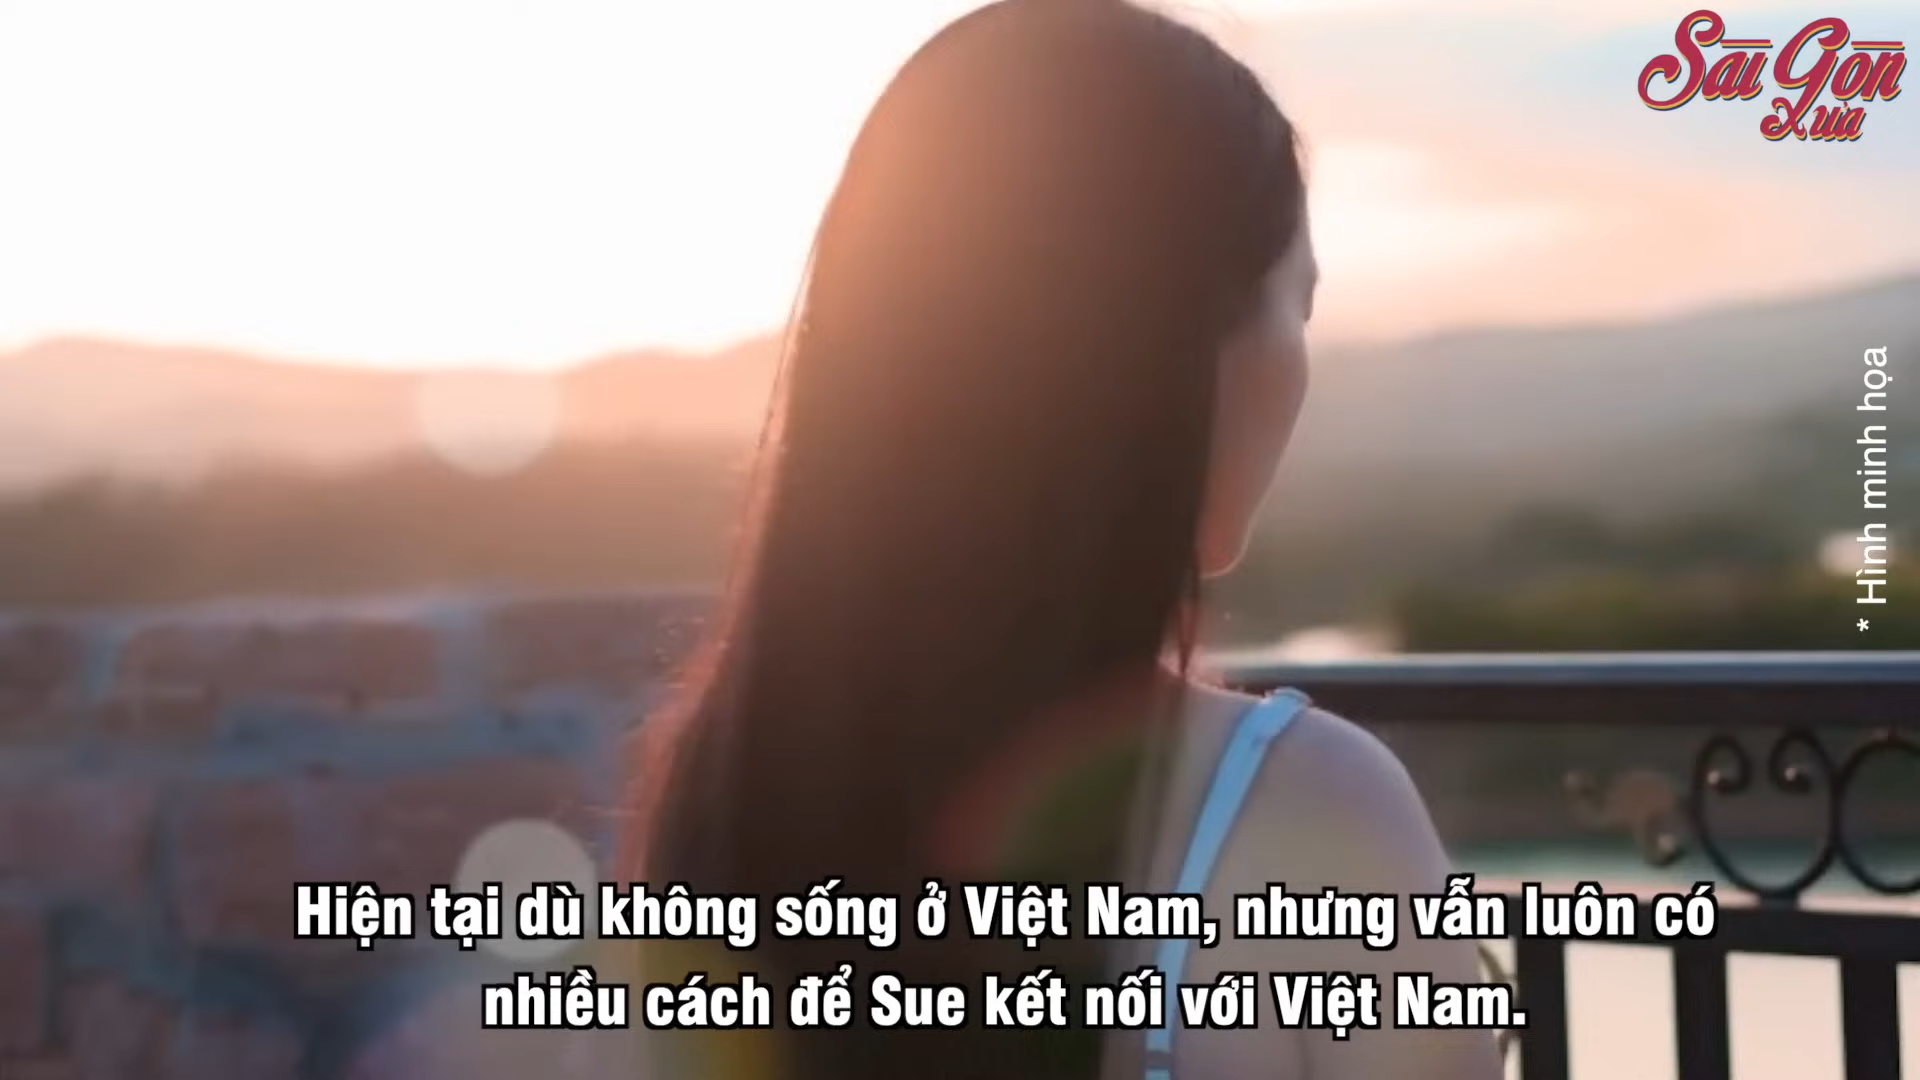 Sài Gòn
Xưa
* Hình minh họa
Hiện tại dù không sống ở Việt Nam, nhưng vẫn luôn có
nhiều cách để Sue kết nối với Việt Nam.